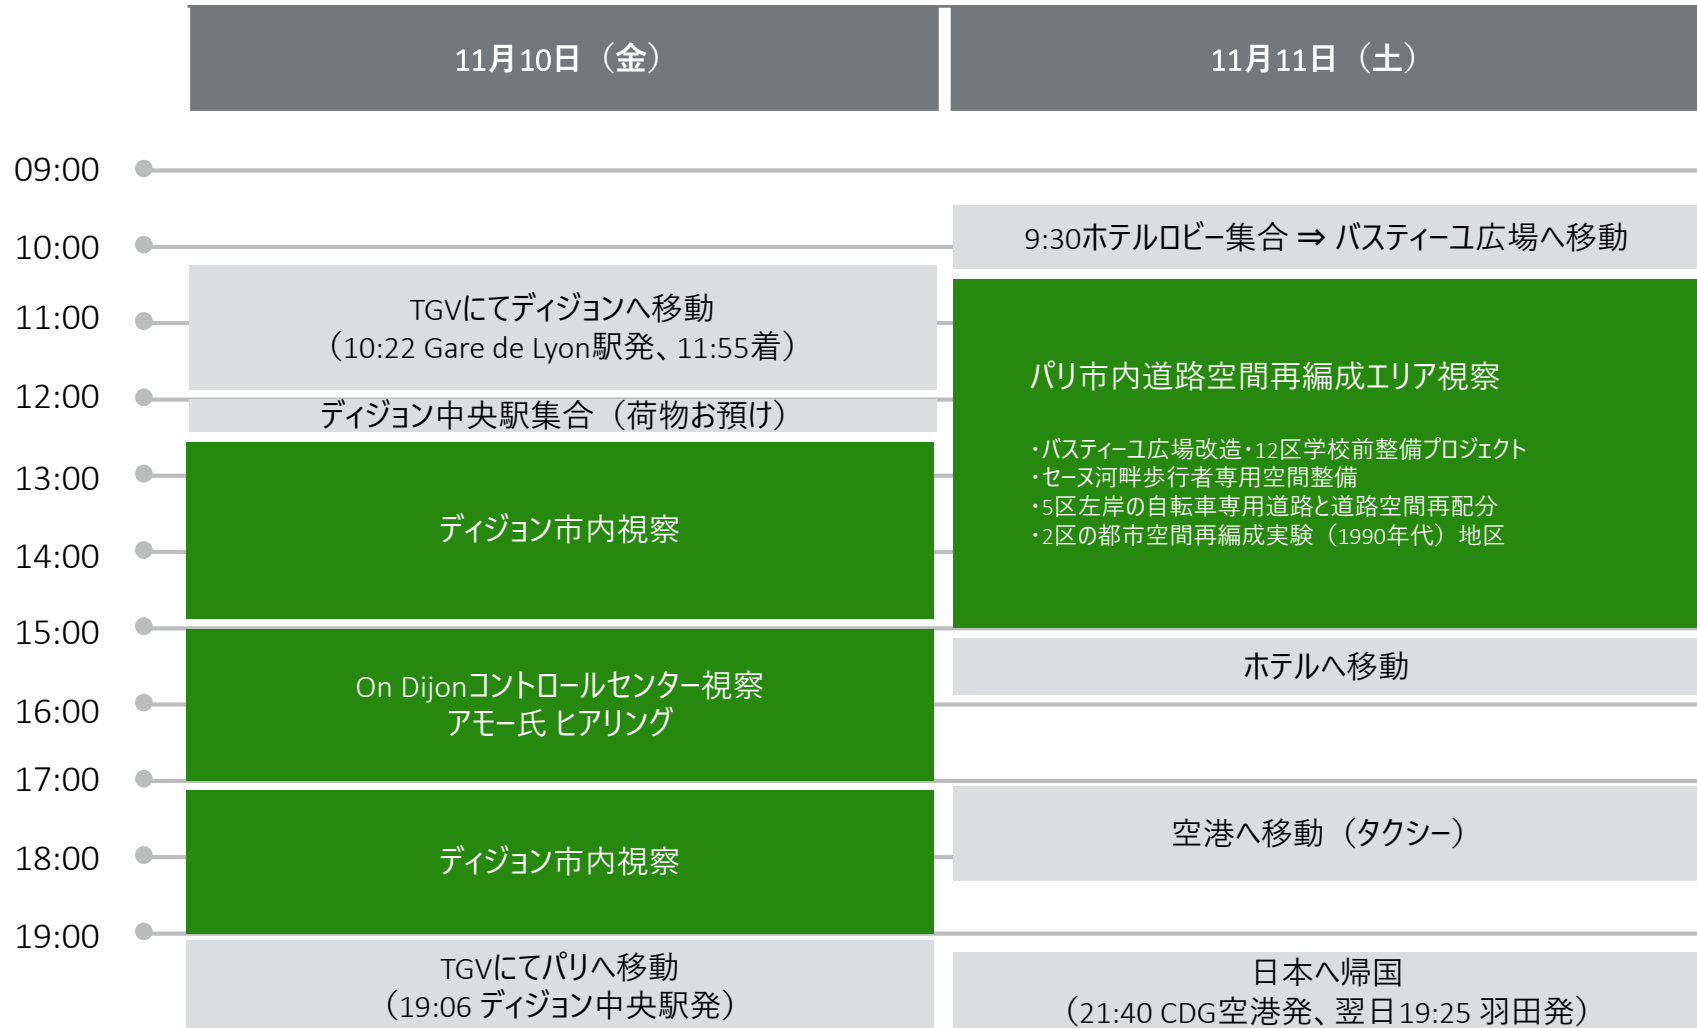 11月10日（金）
11月11日（土）
09:00
10:00
11:00
12:00
13:00
14:00
15:00
16:00
17:00
18:00
19:00
TGVにてディジョンへ移動
（10:22 Gare de Lyon駅発、11:55着）
ディジョン中央駅集合（荷物お預け）
ディジョン市内視察
On Dijonコントロールセンター視察
アモー氏 ヒアリング
ディジョン市内視察
TGVにてパリへ移動
（19:06 ディジョン中央駅発）
9:30ホテルロビー集合 ⇒ バスティーユ広場へ移動
パリ市内道路空間再編成エリア視察
・バスティーユ広場改造・12区学校前整備プロジェクト
・セーヌ河畔歩行者専用空間整備
・5区左岸の自転車専用道路と道路空間再配分
・2区の都市空間再編成実験（1990年代）地区
ホテルへ移動
空港へ移動（タクシー）
日本へ帰国
（21:40 CDG空港発、翌日19:25 羽田発）